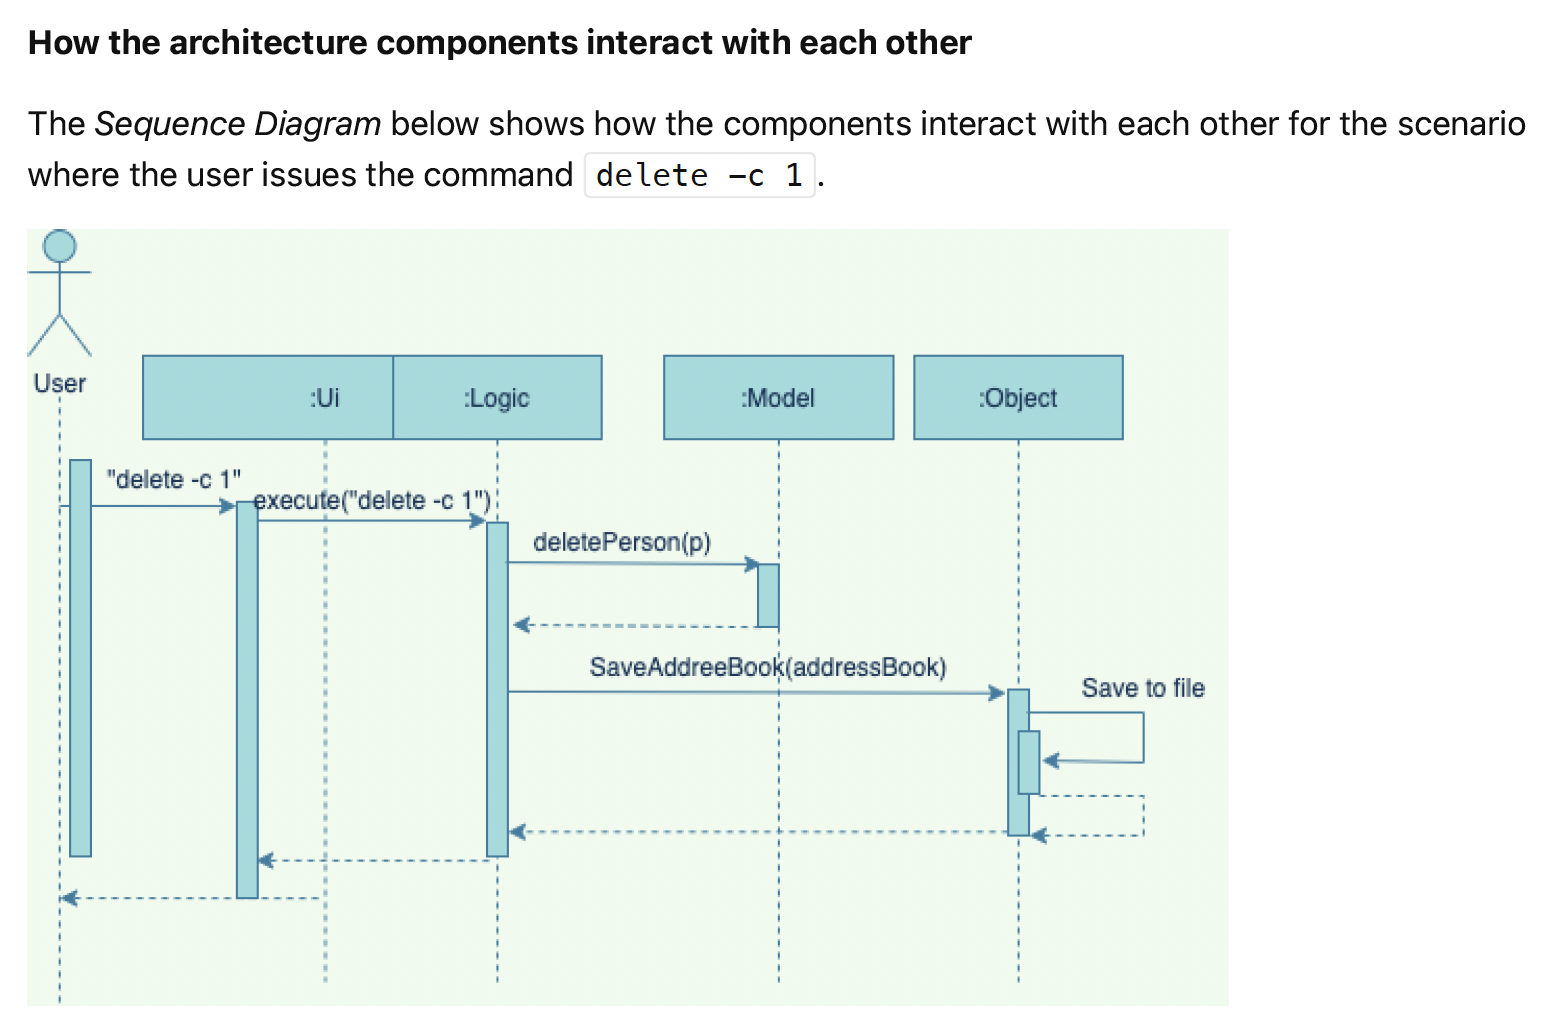 How the architecture components interact with each other
The Sequence Diagram below shows how the components interact with each other for the scenario
where the user issues the command delete -c 1.
User
:Ui
:Logic
:Model
:Object
"delete -c 1"
execute("delete -c 1")
deletePerson(p)
SaveAddreeBook(addressBook)
Save to file